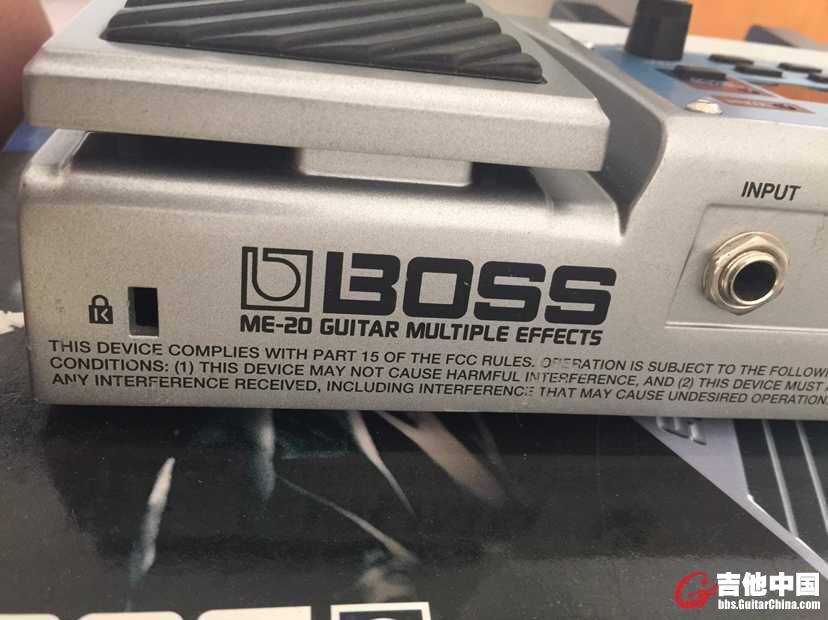 INPUT
BOSS
ME-20 GUITAR MULTIPLE EFFECTS
THIS DEVICE COMPLIES WITH PART 15 OF THE FCC RULES. OPERATION IS SUBJECT TO THE FOLLOWING
CONDITIONS: (1) THIS DEVICE MAY NOT CAUSE HARMFUL INTERFERENCE, AND (2) THIS DEVICE MUST
ANY INTERFERENCE RECEIVED, INCLUDING INTERFERENCE THAT MAY CAUSE UNDESIRED OPERATION.
吉他中国
bbs.GuitarChina.com